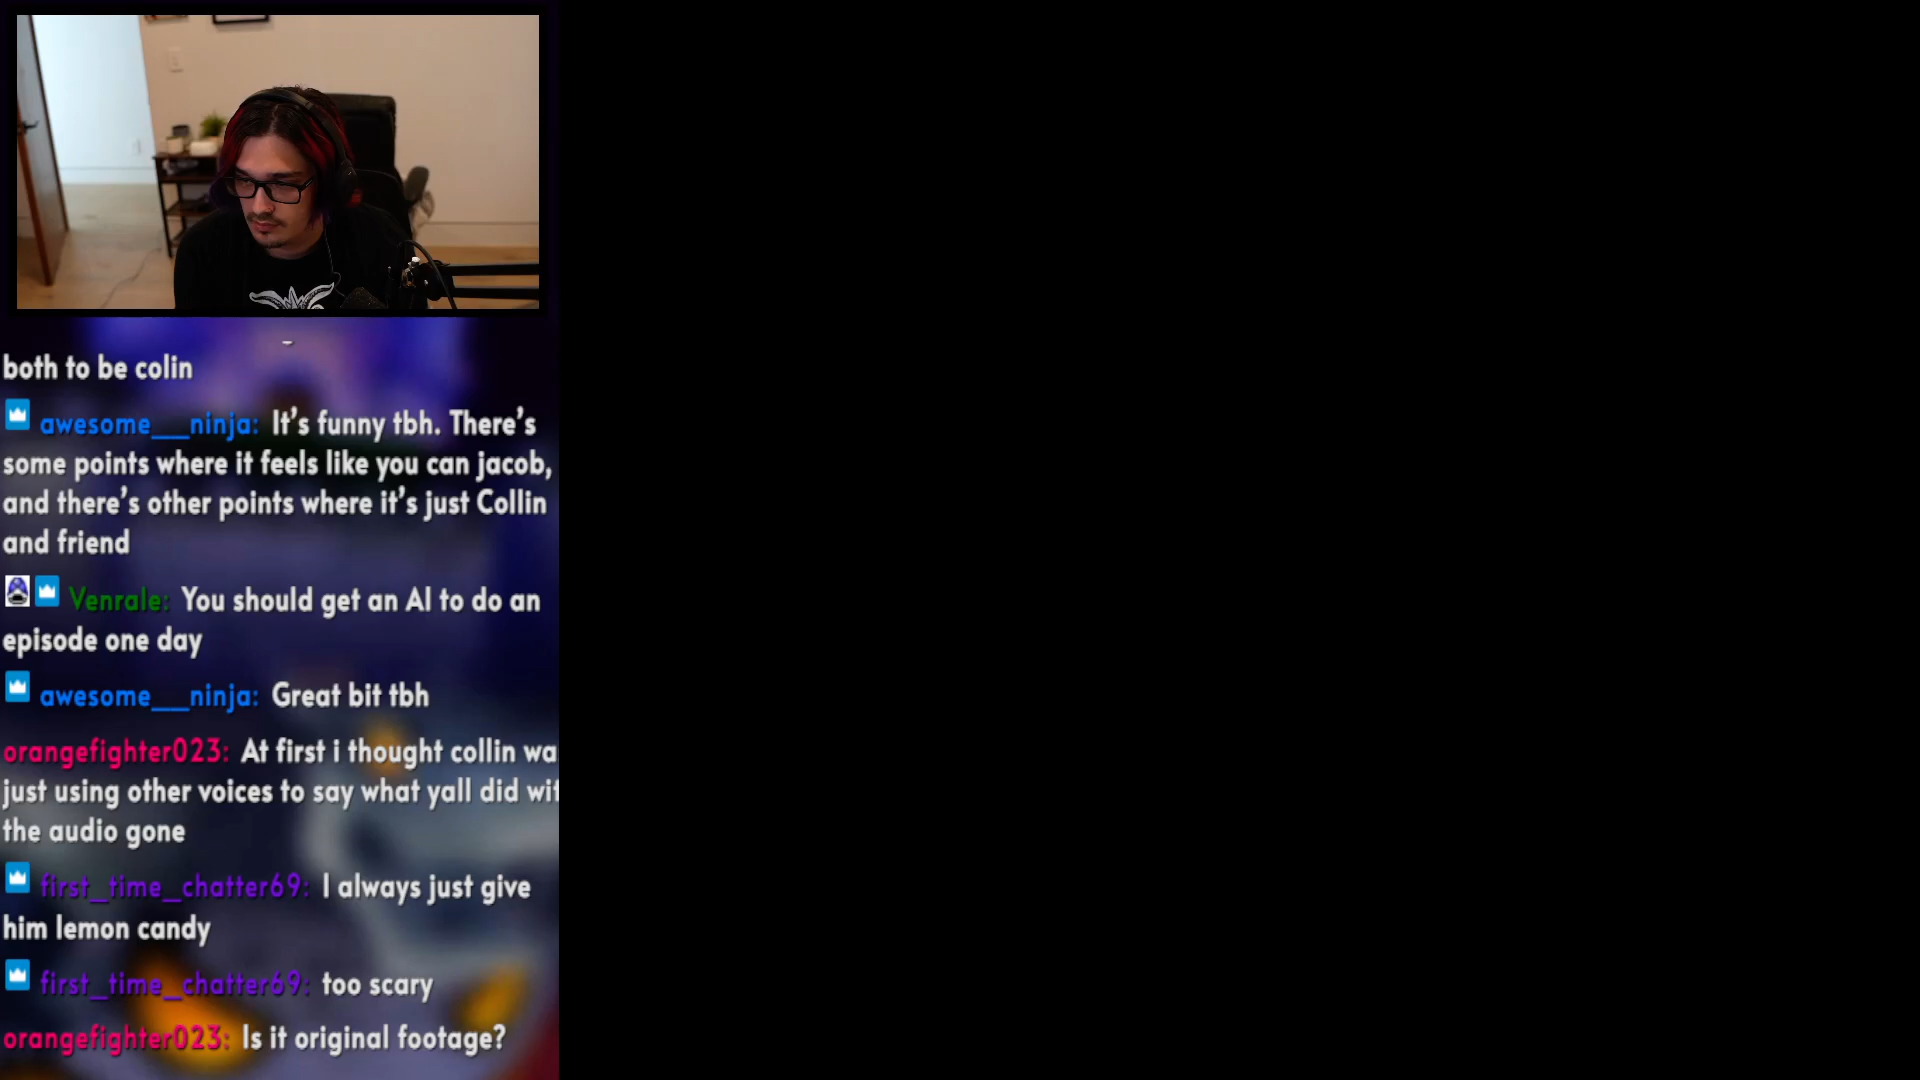 both to be colin
awesome__ninja: It's funny tbh. There's
some points where it feels like you can jacob,
and there's other points where it's just Collin
and friend
Venrale: You should get an AI to do an
episode one day
awesome__ninja: Great bit tbh
orangefighter023: At first i thought collin wa
just using other voices to say what yall did wit
the audio gone
first_time_chatter69: I always just give
him lemon candy
first_time_chatter69: too scary
orangefighter023: Is it original footage?